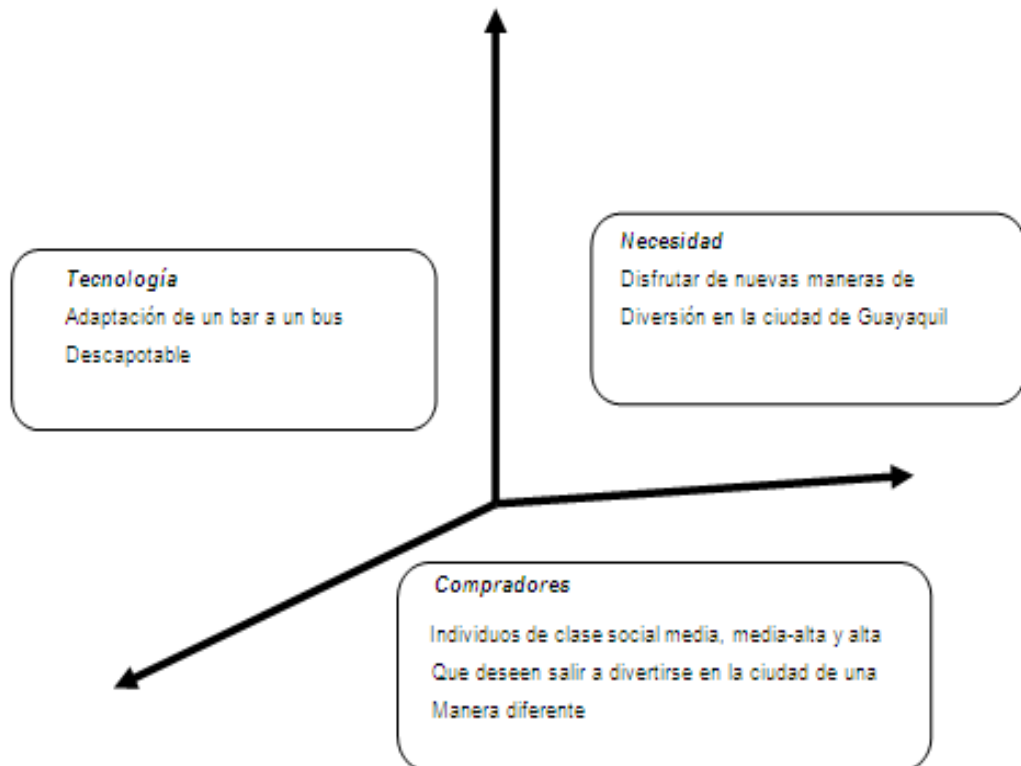 Tecnología
Adaptación de un bar a un bus
Descapotable
Necesidad
Disfrutar de nuevas maneras de
Diversión en la ciudad de Guayaquil
Compradores
Individuos de clase social media, media-alta y alta
Que deseen salir a divertirse en la ciudad de una
Manera diferente